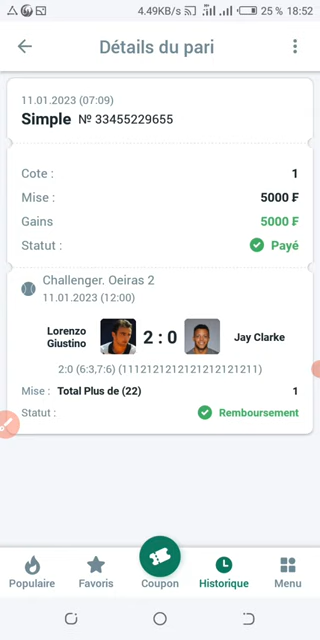 4.49KB/s 25 % 18:52
Détails du pari
11.01.2023 (07:09)
Simple № 33455229655
Cote : 1
Mise : 5000 ₣
Gains 5000 ₣
Statut : Payé
Challenger. Oeiras 2
11.01.2023 (12:00)
Lorenzo Giustino 2 : 0 Jay Clarke
2:0 (6:3,7:6) (1112121212121212121211)
Mise : Total Plus de (22) 1
Statut : Remboursement
Populaire Favoris Coupon Historique Menu